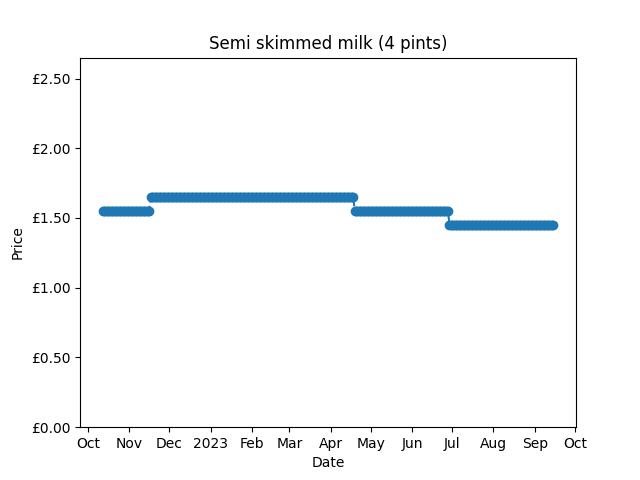 Semi skimmed milk (4 pints)
£2.50
£2.00
£1.50
£1.00
£0.50
£0.00
Price
Oct Nov Dec 2023 Feb Mar Apr May Jun Jul Aug Sep Oct
Date